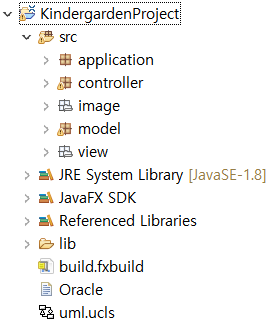 KindergardenProject
src
application
controller
image
model
view
JRE System Library [JavaSE-1.8]
JavaFX SDK
Referenced Libraries
lib
build.fxbuild
Oracle
uml.ucls